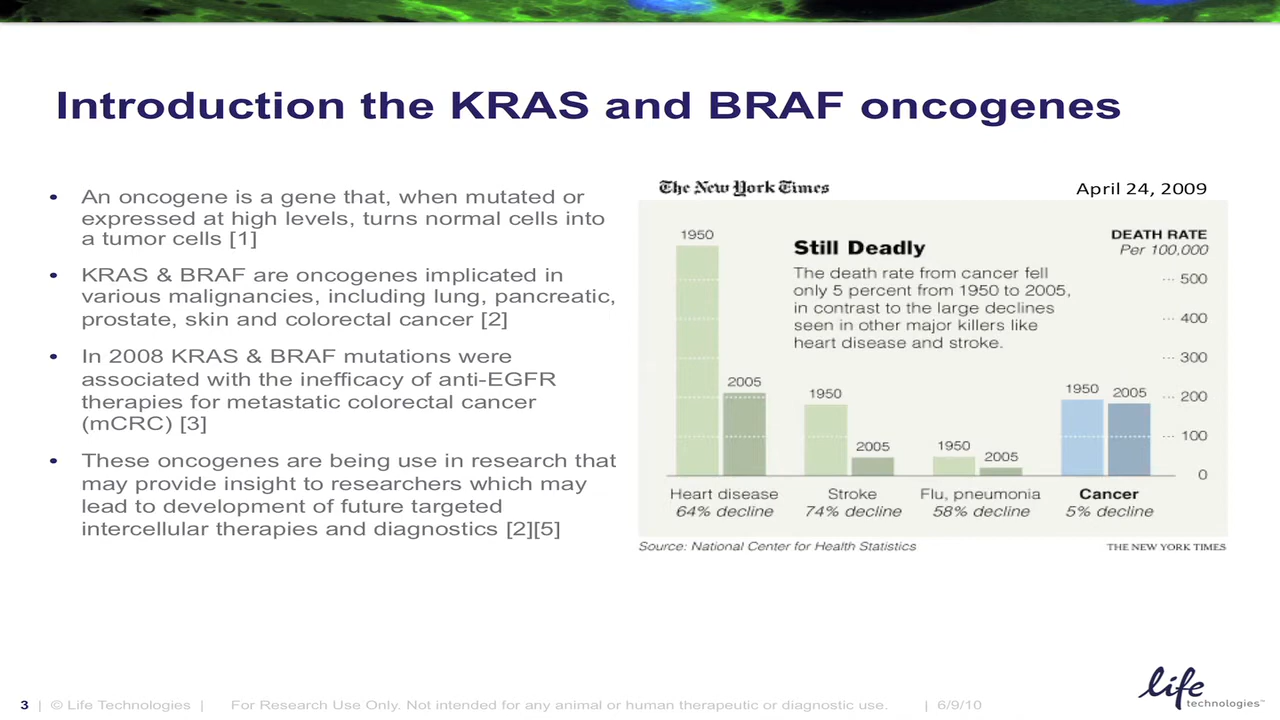 Introduction the KRAS and BRAF oncogenes
• An oncogene is a gene that, when mutated or
expressed at high levels, turns normal cells into
a tumor cells [1]
• KRAS & BRAF are oncogenes implicated in
various malignancies, including lung, pancreatic,
prostate, skin and colorectal cancer [2]
• In 2008 KRAS & BRAF mutations were
associated with the inefficacy of anti-EGFR
therapies for metastatic colorectal cancer
(mCRC) [3]
• These oncogenes are being use in research that
may provide insight to researchers which may
lead to development of future targeted
intercellular therapies and diagnostics [2][5]
The New York Times
April 24, 2009
Still Deadly
The death rate from cancer fell
only 5 percent from 1950 to 2005,
in contrast to the large declines
seen in other major killers like
heart disease and stroke.
DEATH RATE
Per 100,000
500
400
300
200
100
0
1950
2005
Heart disease
64% decline
1950
2005
Stroke
74% decline
1950
2005
Flu, pneumonia
58% decline
1950
2005
Cancer
5% decline
Source: National Center for Health Statistics
THE NEW YORK TIMES
3 | © Life Technologies | For Research Use Only. Not intended for any animal or human therapeutic or diagnostic use. | 6/9/10
life
technologies™